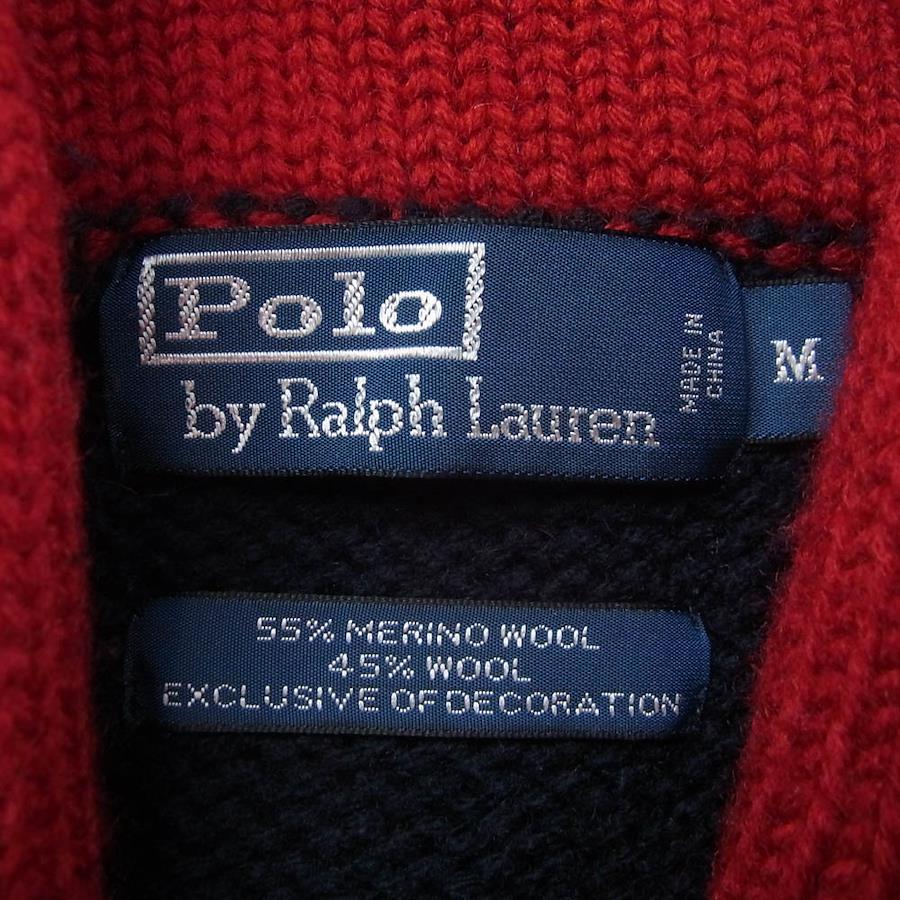 Polo
by Ralph Lauren
MADE IN
CHINA
M
55% MERINO WOOL
45% WOOL
EXCLUSIVE OF DECORATION